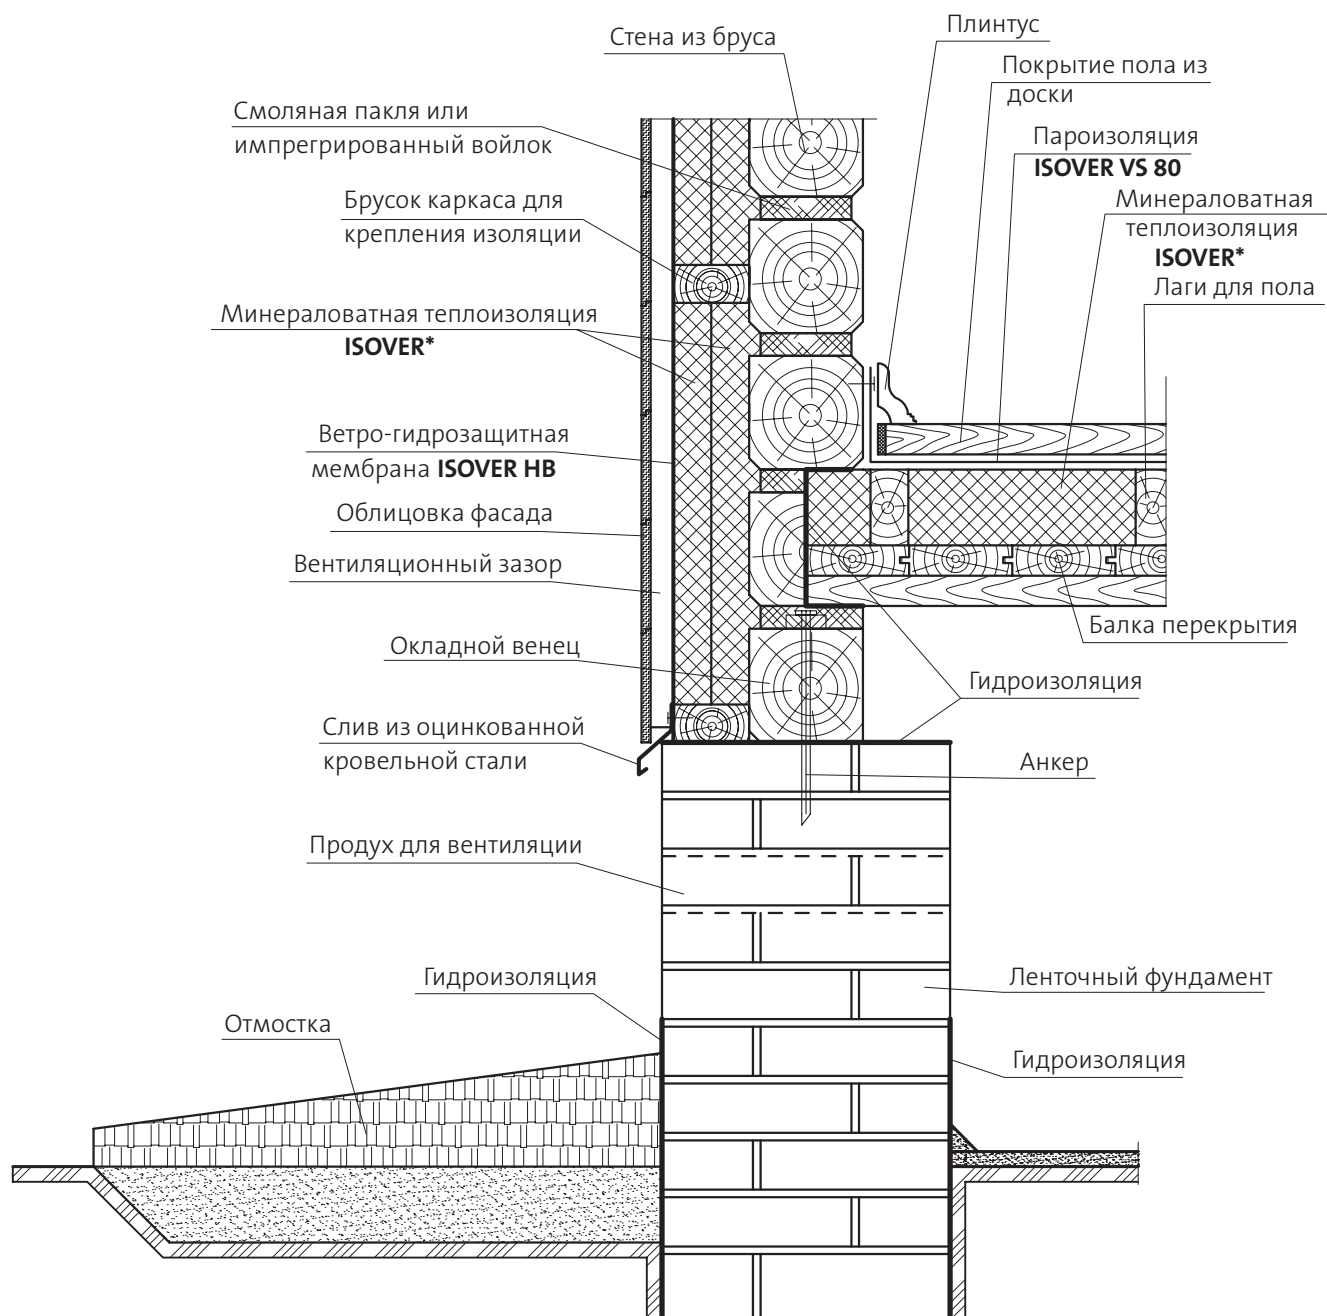 Стена из бруса
Плинтус
Покрытие пола из
доски
Смоляная пакля или
импрегрированный войлок
Пароизоляция
ISOVER VS 80
Брусок каркаса для
крепления изоляции
Минераловатная
теплоизоляция
ISOVER*
Лаги для пола
Минераловатная теплоизоляция
ISOVER*
Ветро-гидрозащитная
мембрана ISOVER HB
Облицовка фасада
Вентиляционный зазор
Окладной венец
Балка перекрытия
Гидроизоляция
Слив из оцинкованной
кровельной стали
Анкер
Продух для вентиляции
Гидроизоляция
Ленточный фундамент
Отмостка
Гидроизоляция